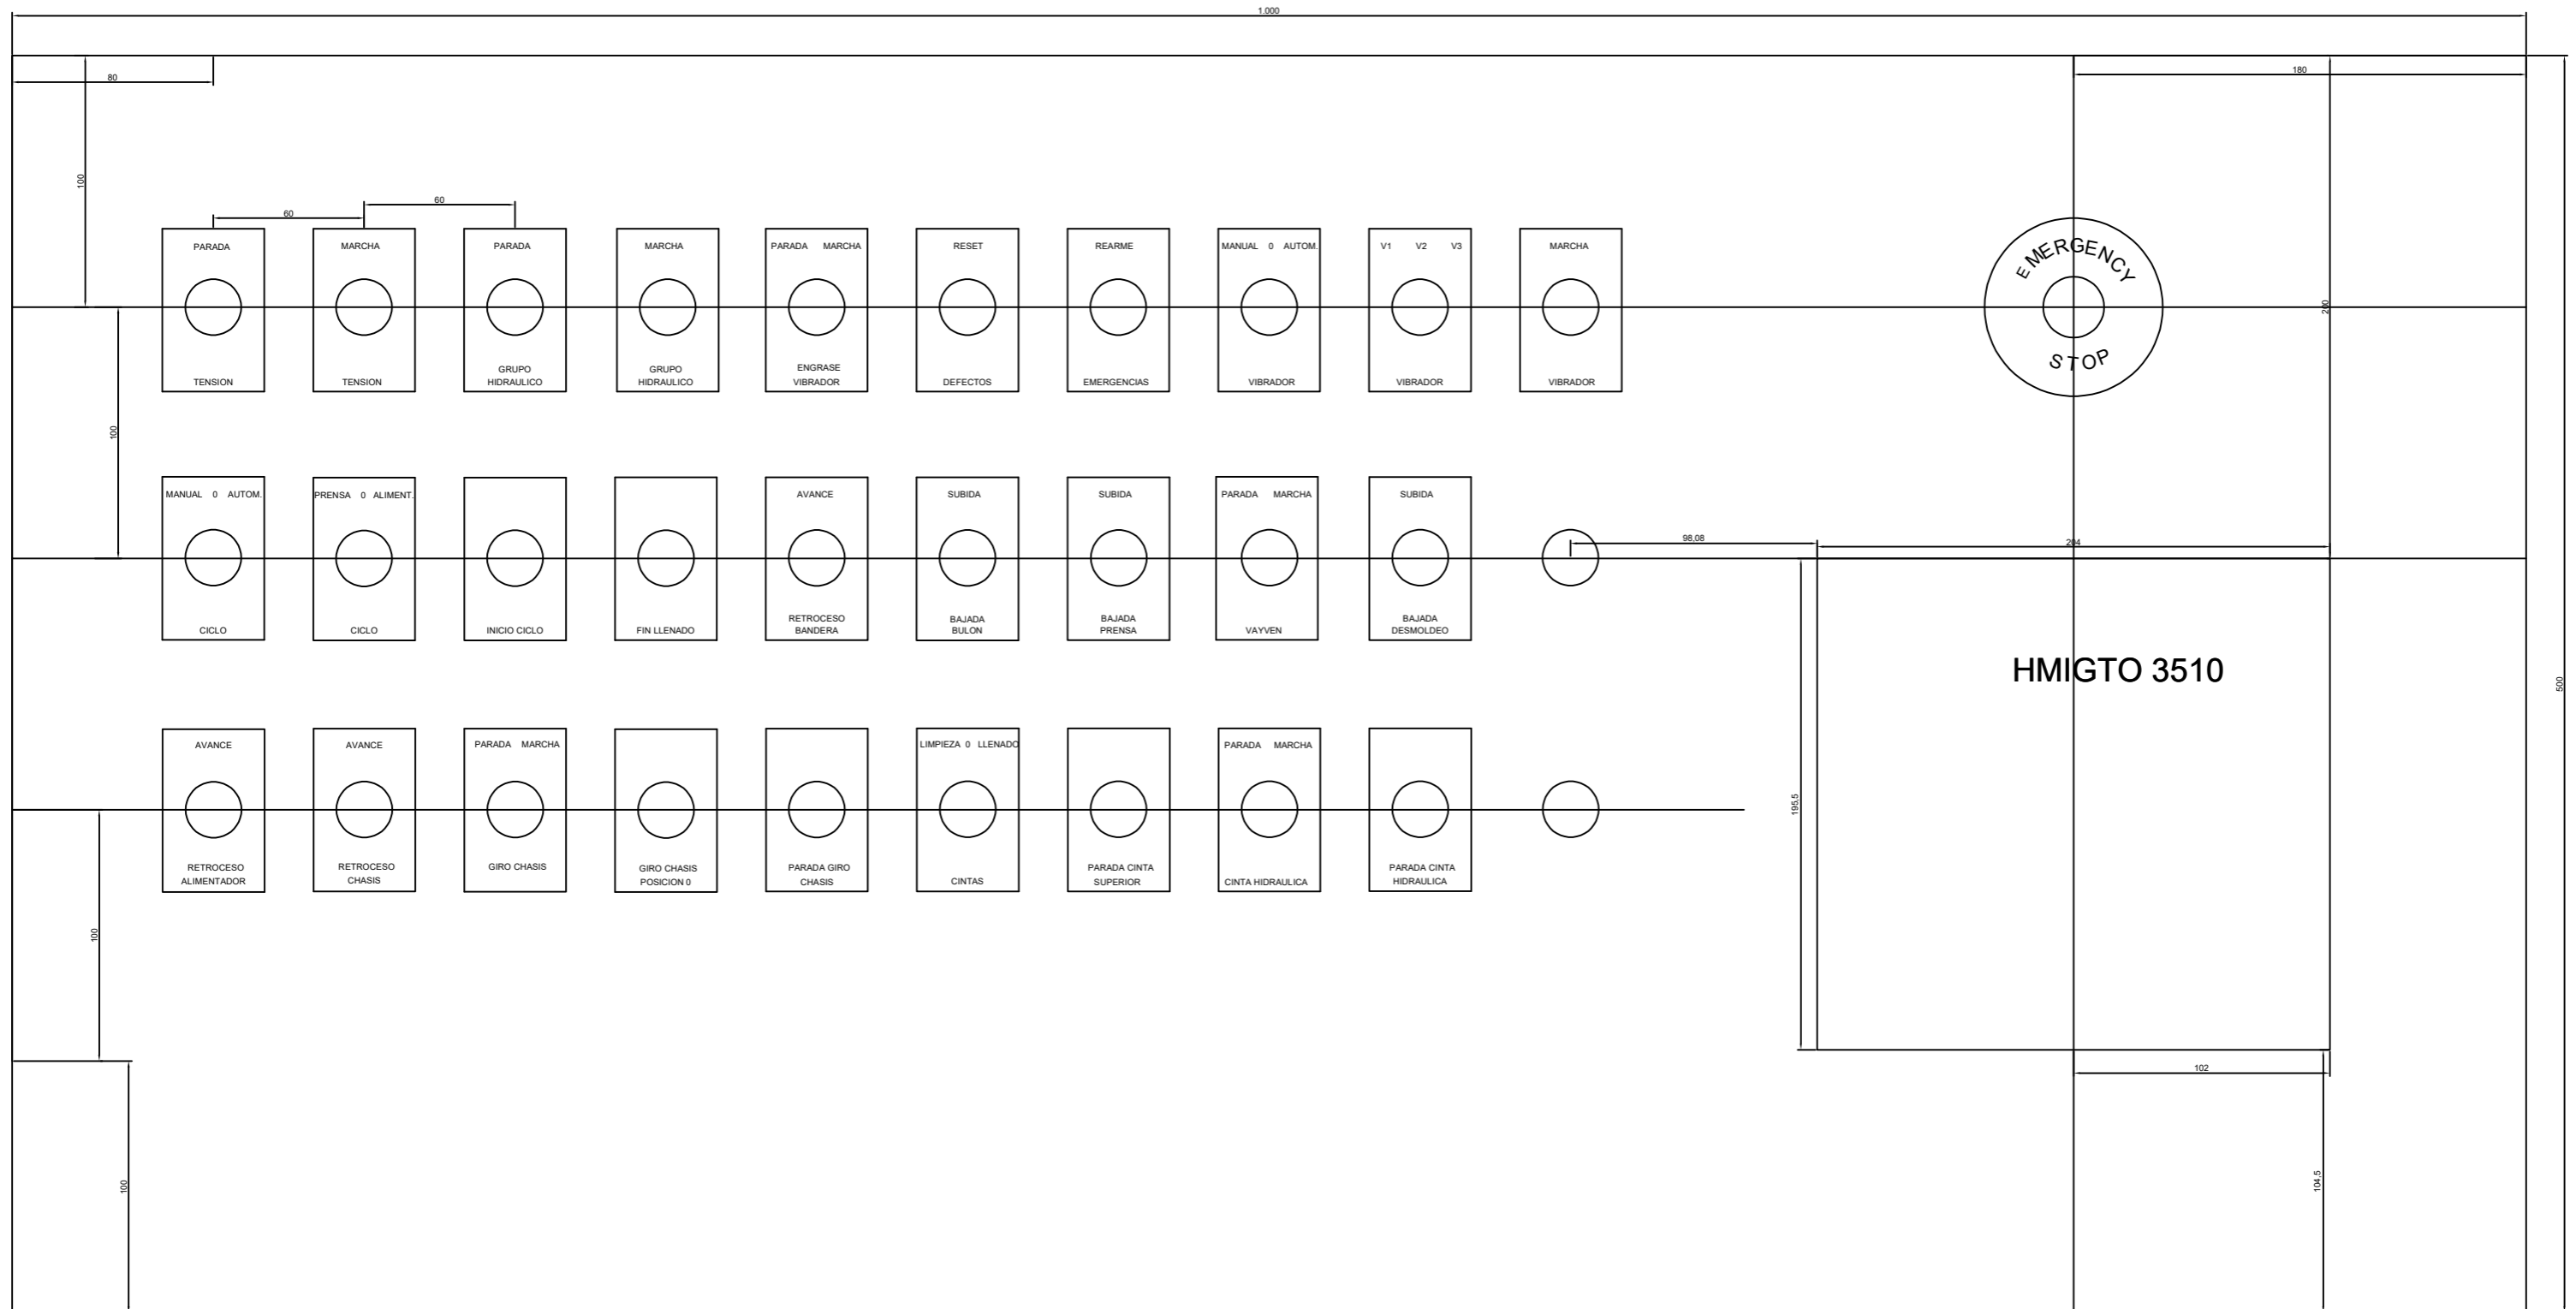 1.000
80
180
100
60
60
PARADA
MARCHA
PARADA
MARCHA
PARADA MARCHA
RESET
REARME
MANUAL 0 AUTOM.
V1 V2 V3
MARCHA
EMERGENCY
STOP
200
TENSION
TENSION
GRUPO
HIDRAULICO
GRUPO
HIDRAULICO
ENGRASE
VIBRADOR
DEFECTOS
EMERGENCIAS
VIBRADOR
VIBRADOR
VIBRADOR
100
MANUAL 0 AUTOM.
PRENSA 0 ALIMENT.
AVANCE
SUBIDA
SUBIDA
PARADA MARCHA
SUBIDA
98,08
204
CICLO
CICLO
INICIO CICLO
FIN LLENADO
RETROCESO
BANDERA
BAJADA
BULON
BAJADA
PRENSA
VAYVEN
BAJADA
DESMOLDEO
HMIGTO 3510
500
AVANCE
AVANCE
PARADA MARCHA
LIMPIEZA 0 LLENADO
PARADA MARCHA
195,5
RETROCESO
ALIMENTADOR
RETROCESO
CHASIS
GIRO CHASIS
GIRO CHASIS
POSICION 0
PARADA GIRO
CHASIS
CINTAS
PARADA CINTA
SUPERIOR
CINTA HIDRAULICA
PARADA CINTA
HIDRAULICA
100
102
100
104,5